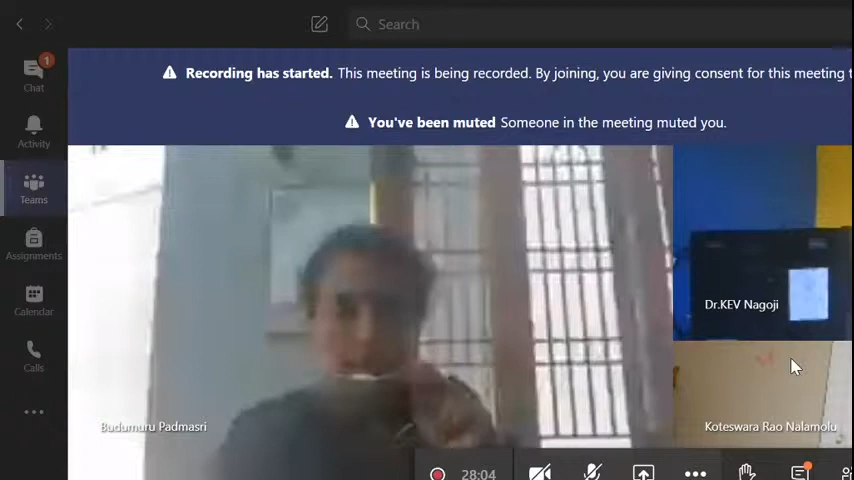 Search
Chat
1
Recording has started. This meeting is being recorded. By joining, you are giving consent for this meeting t
You've been muted Someone in the meeting muted you.
Activity
Teams
Assignments
Calendar
Calls
Dr.KEV Nagoji
Budumuru Padmasri
Koteswara Rao Nalamolu
28:04